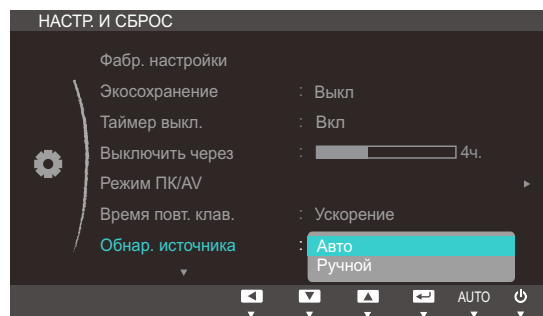 НАСТР. И СБРОС
Фабр. настройки
Экосохранение : Выкл
Таймер выкл. : Вкл
Выключить через : 4ч.
Режим ПК/AV
Время повт. клав. : Ускорение
Обнар. источника : Авто
Ручной
AUTO